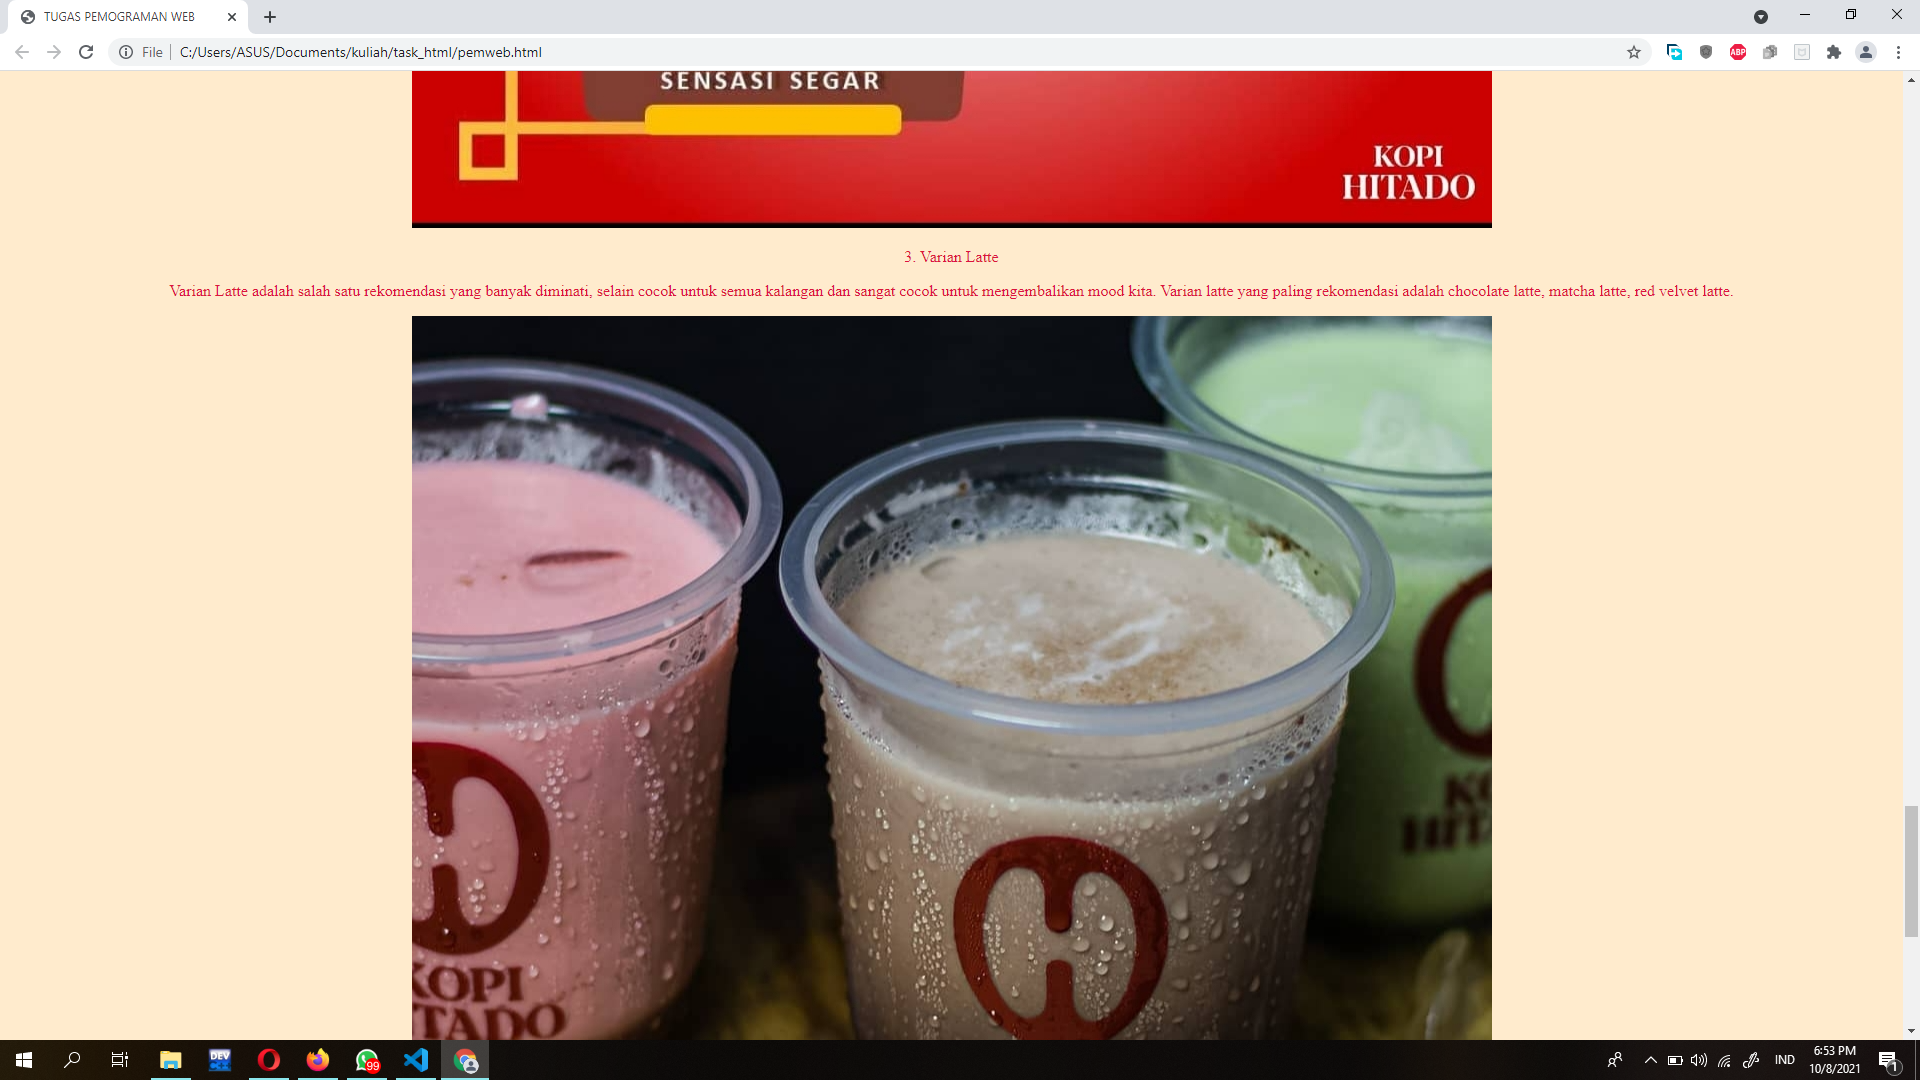 TUGAS PEMOGRAMAN WEB
File
C:/Users/ASUS/Documents/kuliah/task_html/pemweb.html
ABP
SENSASI SEGAR
KOPI
HITADO
3. Varian Latte
Varian Latte adalah salah satu rekomendasi yang banyak diminati, selain cocok untuk semua kalangan dan sangat cocok untuk mengembalikan mood kita. Varian latte yang paling rekomendasi adalah chocolate latte, matcha latte, red velvet latte.
KOPI
HITADO
DEV
99
IND
6:53 PM
10/8/2021
1